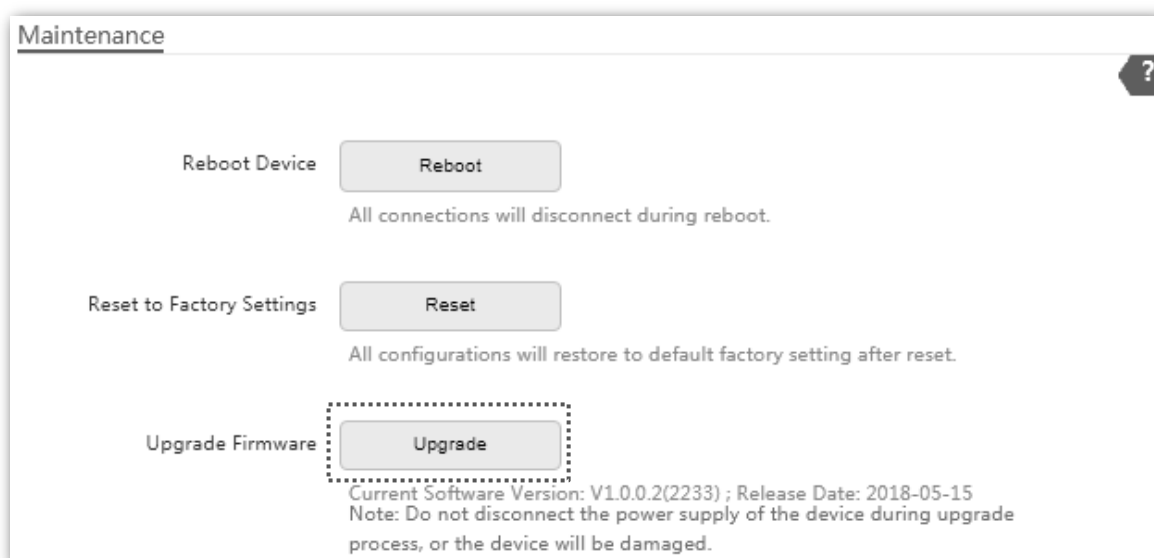 Maintenance
?
Reboot Device Reboot
All connections will disconnect during reboot.
Reset to Factory Settings Reset
All configurations will restore to default factory setting after reset.
Upgrade Firmware Upgrade
Current Software Version: V1.0.0.2(2233) ; Release Date: 2018-05-15
Note: Do not disconnect the power supply of the device during upgrade
process, or the device will be damaged.